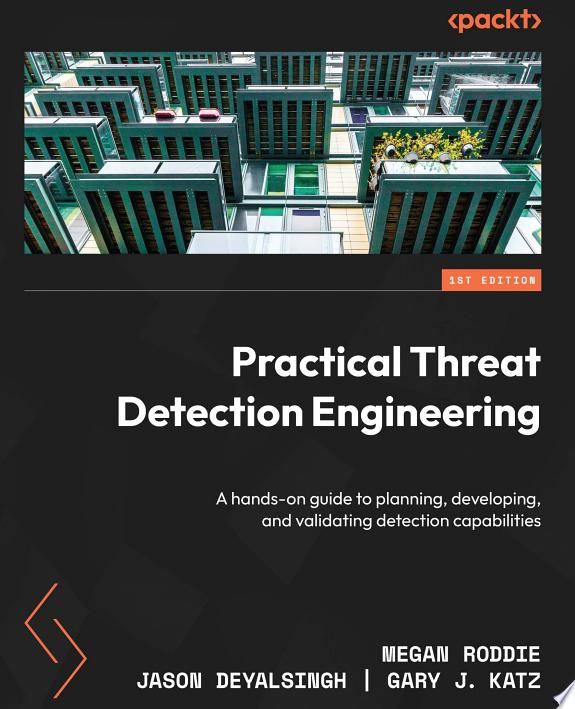 <packt>
1ST EDITION
Practical Threat
Detection Engineering
A hands-on guide to planning, developing,
and validating detection capabilities
MEGAN RODDIE
JASON DEYALSINGH | GARY J. KATZ